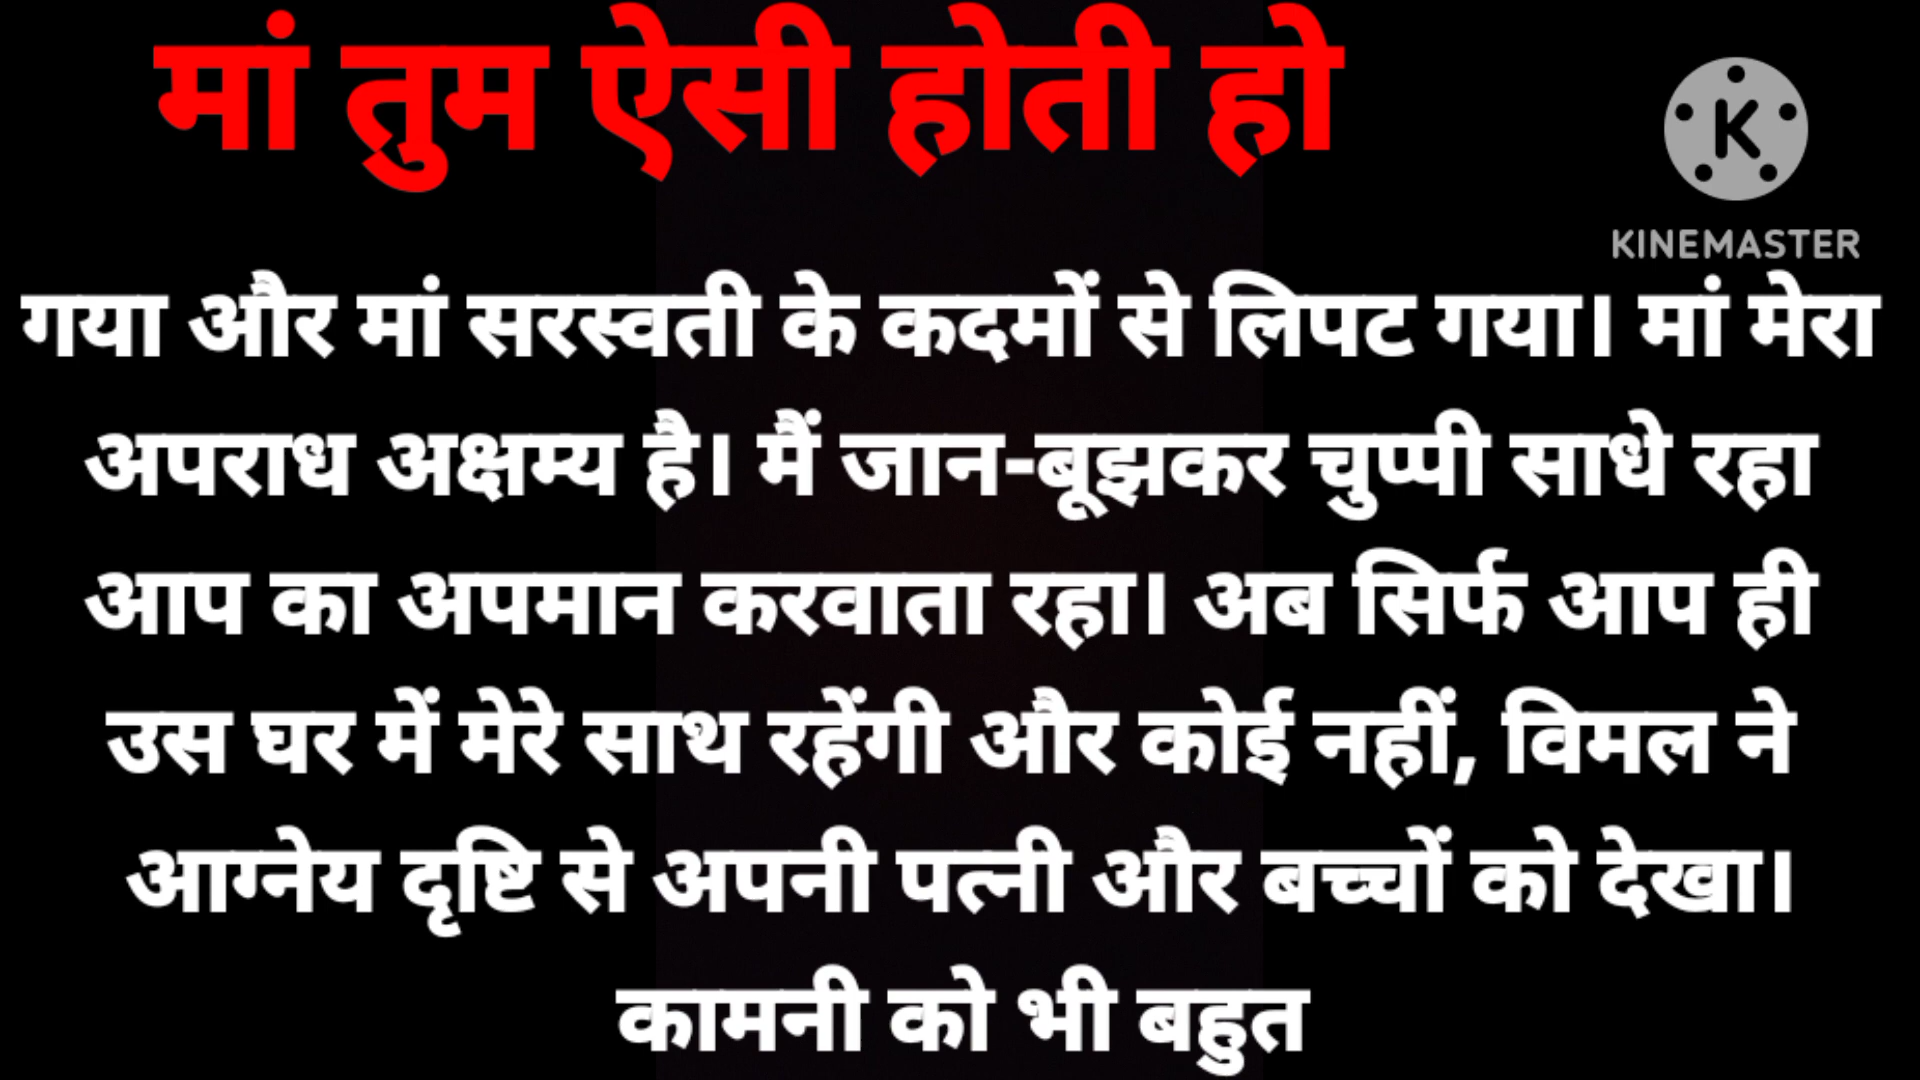 मां तुम ऐसी होती हो
K
KINEMASTER
गया और मां सरस्वती के कदमों से लिपट गया। मां मेरा
अपराध अक्षम्य है। मैं जान-बूझकर चुप्पी साधे रहा
आप का अपमान करवाता रहा। अब सिर्फ आप ही
उस घर में मेरे साथ रहेंगी और कोई नहीं, विमल ने
आग्नेय दृष्टि से अपनी पत्नी और बच्चों को देखा।
कामनी को भी बहुत